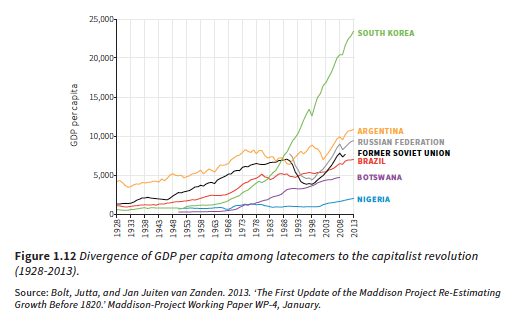 25,000
20,000
15,000
10,000
5,000
0
GDP per capita
SOUTH KOREA
ARGENTINA
RUSSIAN FEDERATION
FORMER SOVIET UNION
BRAZIL
BOTSWANA
NIGERIA
1928
1933
1938
1943
1948
1953
1958
1963
1968
1973
1978
1983
1988
1993
1998
2003
2008
2013
Figure 1.12 Divergence of GDP per capita among latecomers to the capitalist revolution
(1928-2013).
Source: Bolt, Jutta, and Jan Juiten van Zanden. 2013. ‘The First Update of the Maddison Project Re-Estimating
Growth Before 1820.’ Maddison-Project Working Paper WP-4, January.